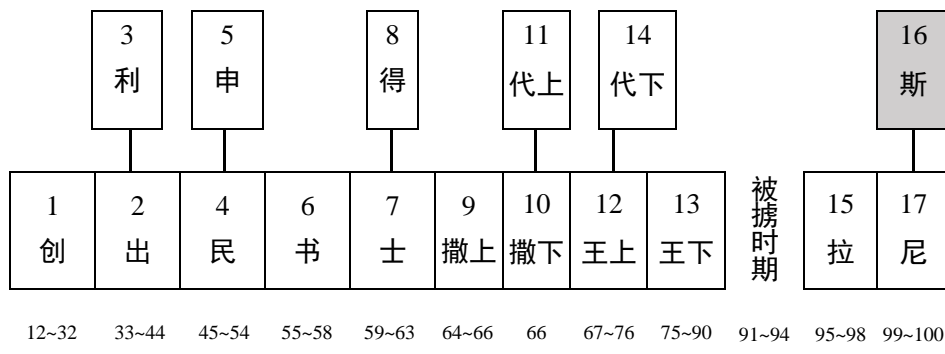 3 5 8 11 14 16
利 申 得 代上 代下 斯
1 2 4 6 7 9 10 12 13 15 17
创 出 民 书 士 撒上 撒下 王上 王下 被掳时期 拉 尼
12~32 33~44 45~54 55~58 59~63 64~66 66 67~76 75~90 91~94 95~98 99~100